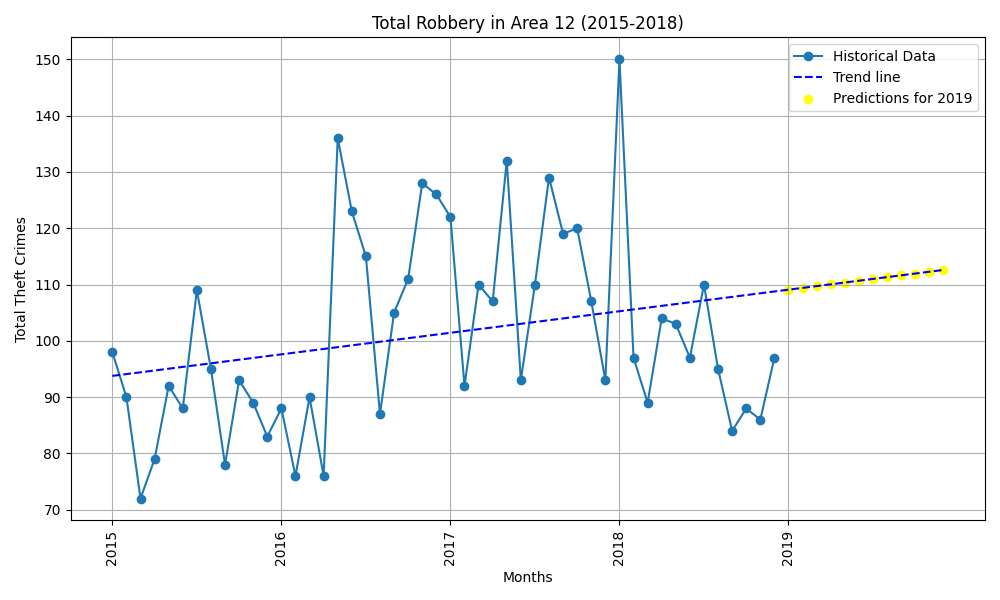 Total Robbery in Area 12 (2015-2018)
Historical Data
Trend line
Predictions for 2019
Total Theft Crimes
150
140
130
120
110
100
90
80
70
2015
2016
2017
2018
2019
Months